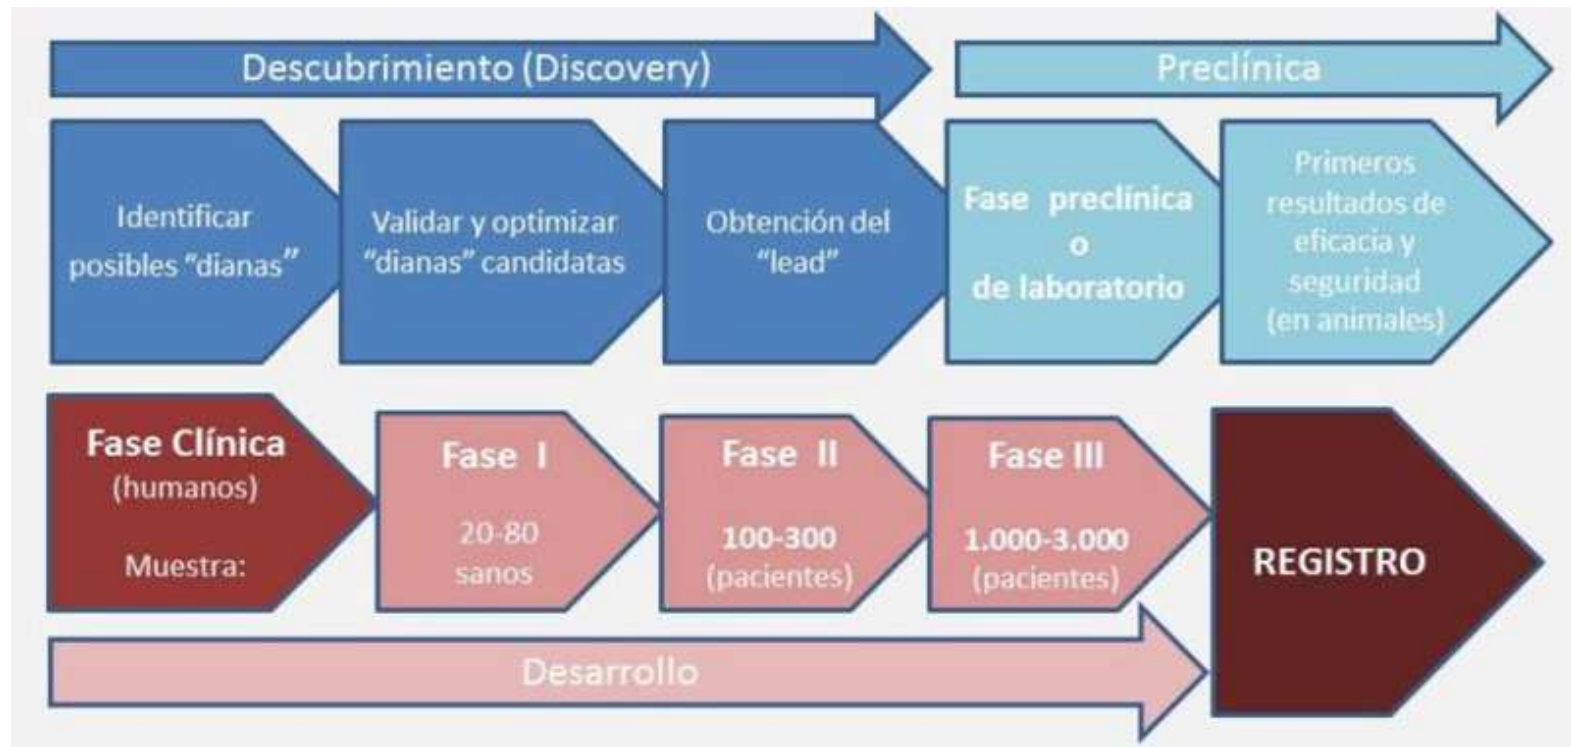 Descubrimiento (Discovery)
Preclínica
Identificar
posibles “dianas”
Validar y optimizar
“dianas” candidatas
Obtención del
“lead”
Fase preclínica
o
de laboratorio
Primeros
resultados de
eficacia y
seguridad
(en animales)
Fase Clínica
(humanos)
Muestra:
Fase I
20-80
sanos
Fase II
100-300
(pacientes)
Fase III
1.000-3.000
(pacientes)
REGISTRO
Desarrollo